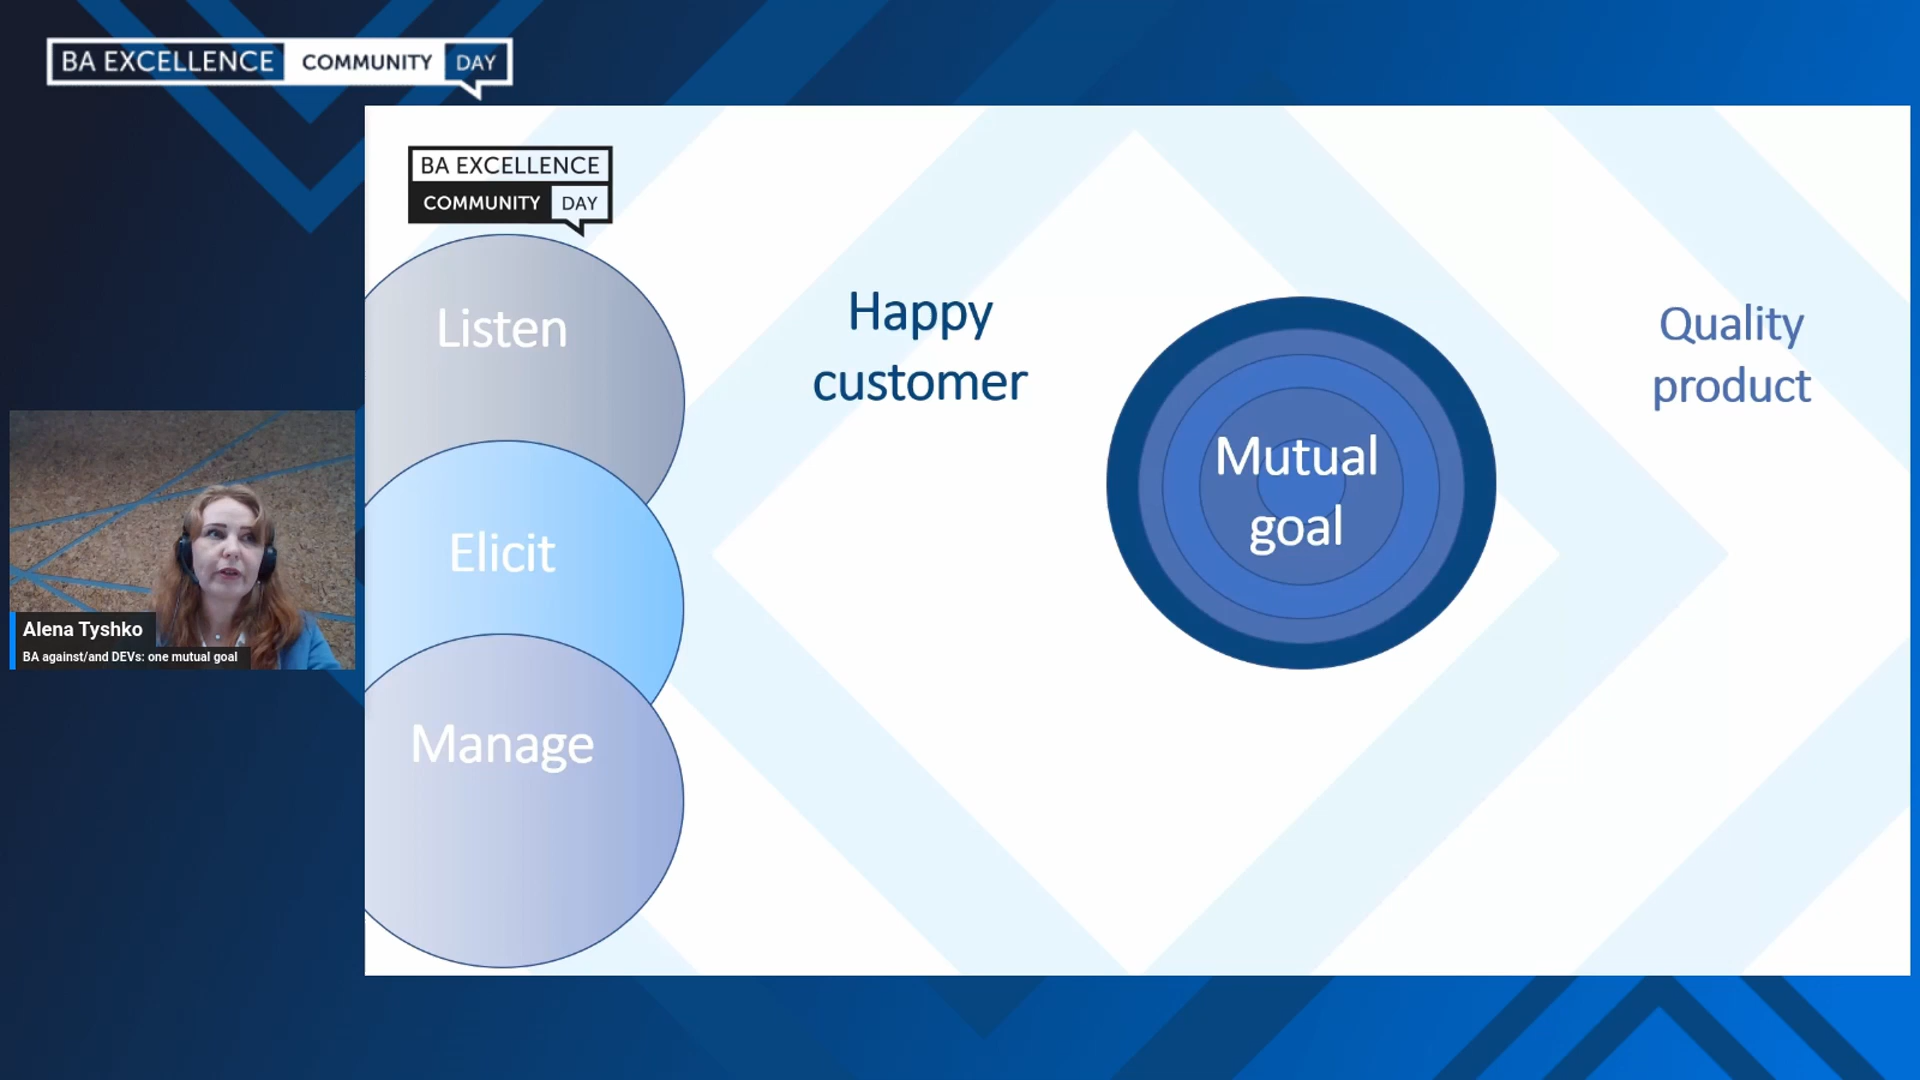 BA EXCELLENCE COMMUNITY DAY
BA EXCELLENCE
COMMUNITY DAY
Listen
Elicit
Manage
Happy
customer
Mutual
goal
Quality
product
Alena Tyshko
BA against/and DEVs: one mutual goal